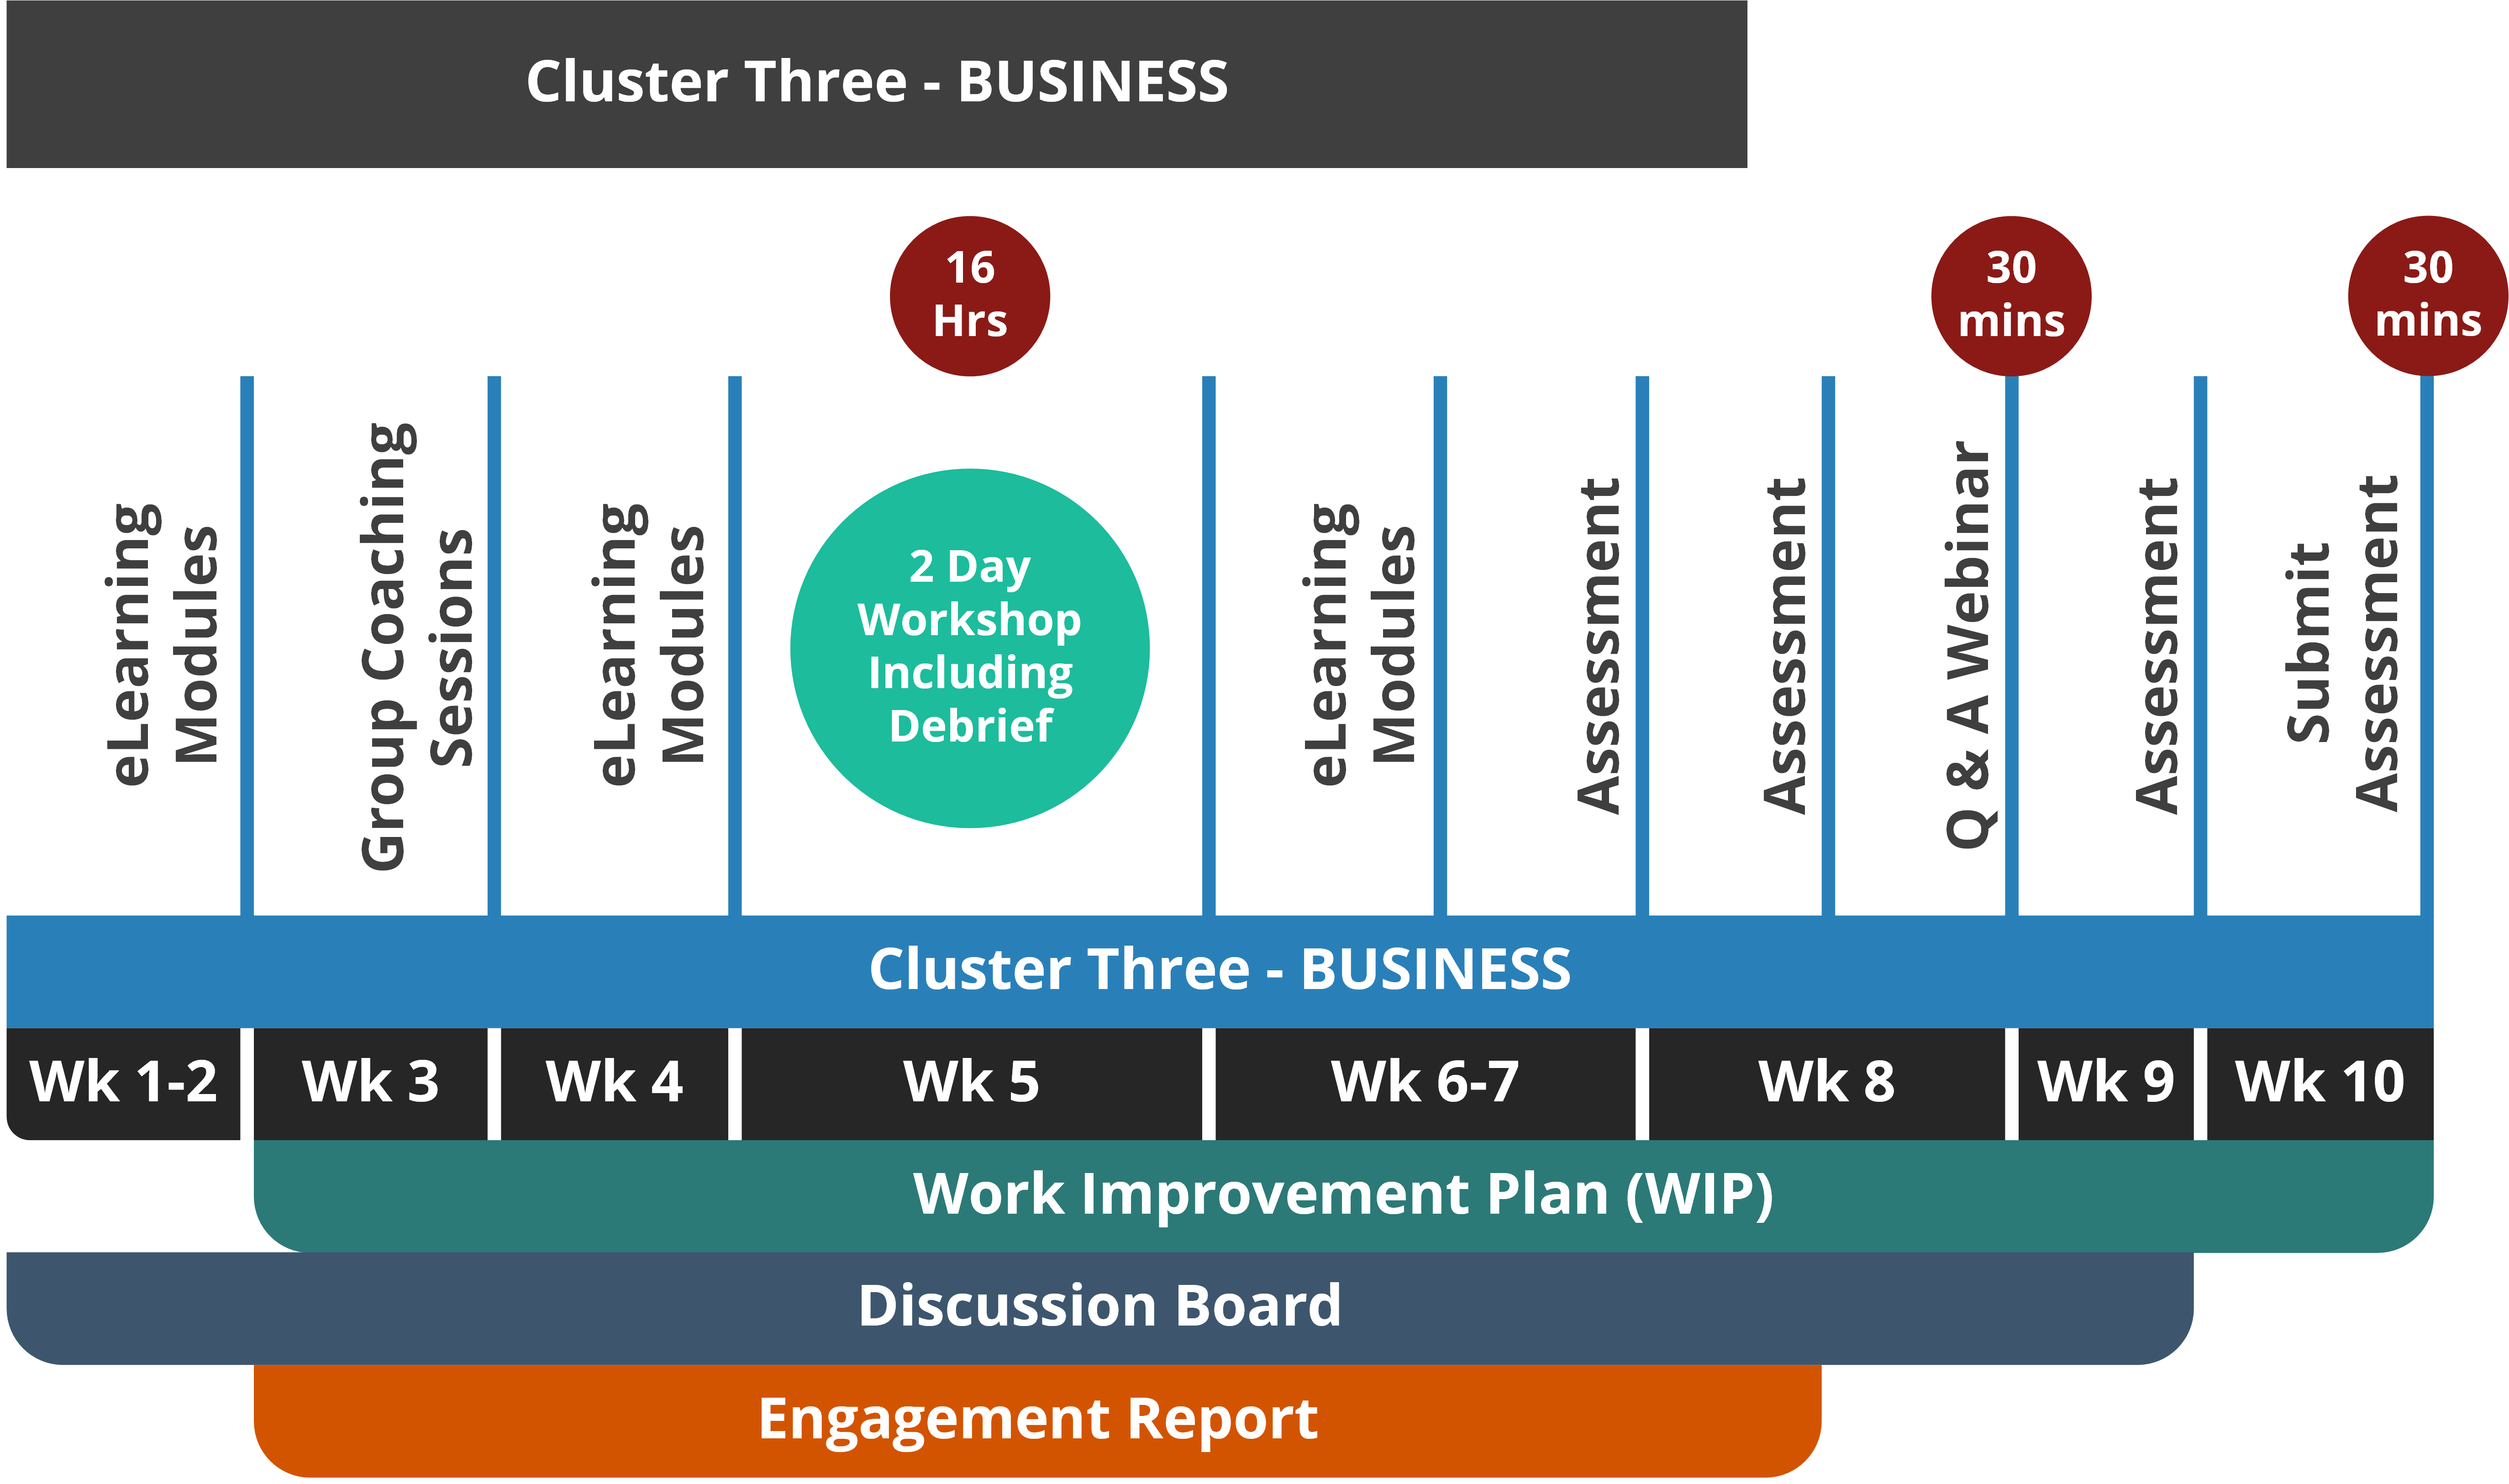 Cluster Three - BUSINESS
16
Hrs
30
mins
30
mins
eLearning
Modules
Group Coaching
Sessions
eLearning
Modules
2 Day
Workshop
Including
Debrief
eLearning
Modules
Assessment
Assessment
Q & A Webinar
Assessment
Submit
Assessment
Cluster Three - BUSINESS
Wk 1-2
Wk 3
Wk 4
Wk 5
Wk 6-7
Wk 8
Wk 9
Wk 10
Work Improvement Plan (WIP)
Discussion Board
Engagement Report